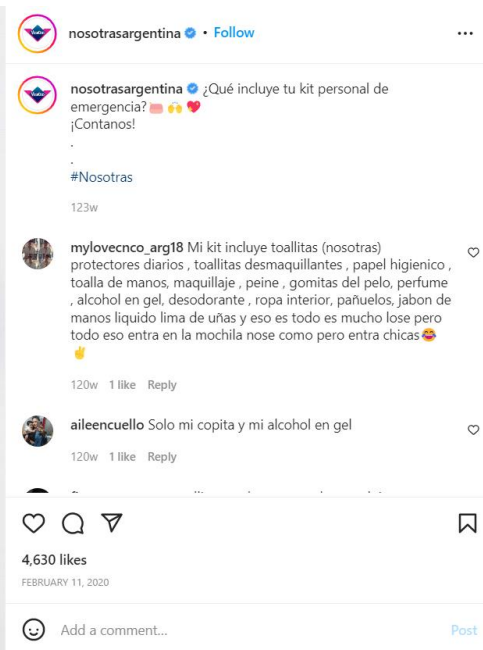 nosotrasargentina • Follow
nosotrasargentina ¿Qué incluye tu kit personal de
emergencia?
¡Contanos!
.
.
#Nosotras
123w
mylovecnco_arg18 Mi kit incluye toallitas (nosotras)
protectores diarios , toallitas desmaquillantes , papel higienico ,
toalla de manos, maquillaje , peine , gomitas del pelo, perfume
, alcohol en gel, desodorante , ropa interior, pañuelos, jabon de
manos liquido lima de uñas y eso es todo es mucho lose pero
todo eso entra en la mochila nose como pero entra chicas😂
✌
120w 1 like Reply
aileencuello Solo mi copita y mi alcohol en gel
120w 1 like Reply
4,630 likes
FEBRUARY 11, 2020
Add a comment...
Post